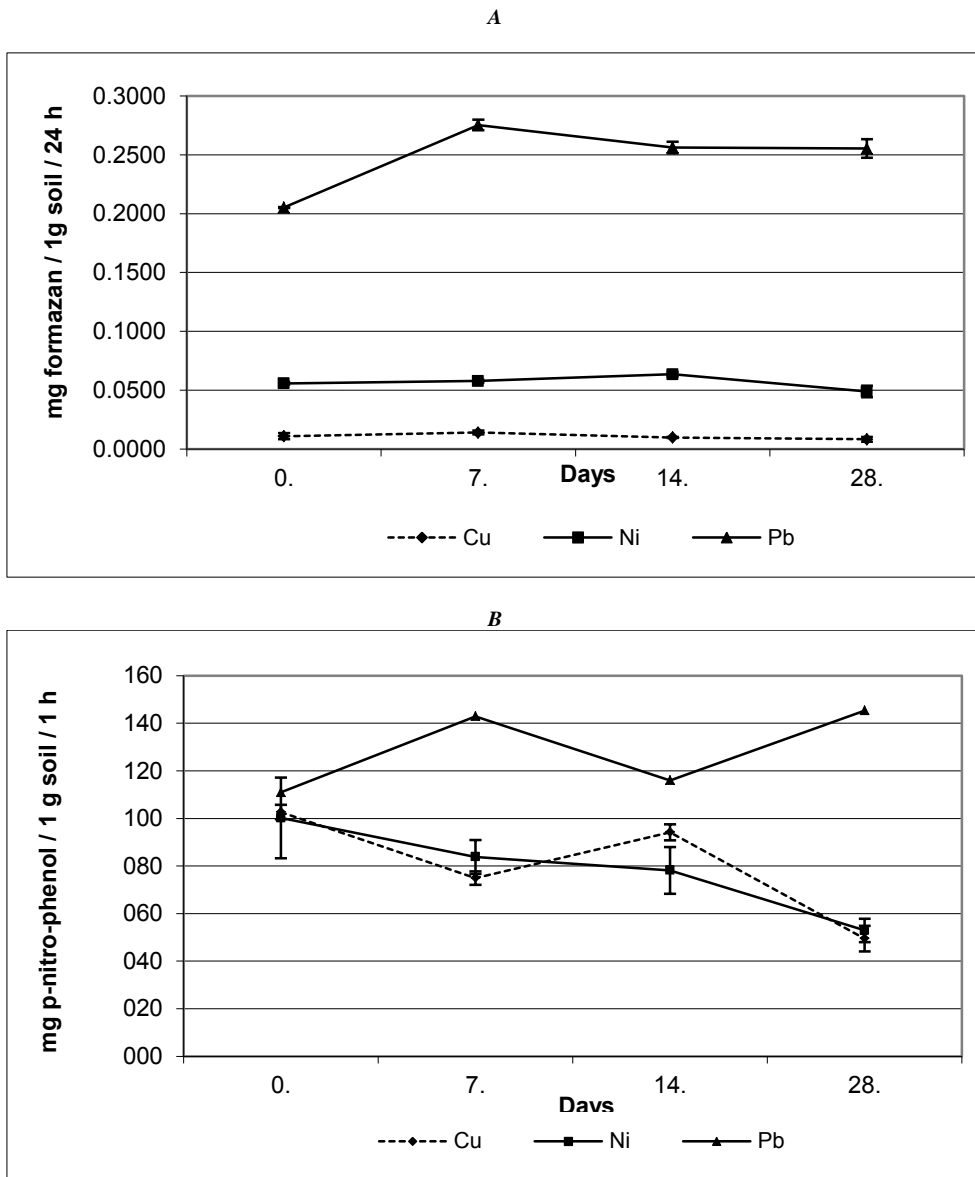 A
mg formazan / 1g soil / 24 h
0.3000
0.2500
0.2000
0.1500
0.1000
0.0500
0.0000
0. 7. 14. 28.
Days
Cu Ni Pb
B
mg p-nitro-phenol / 1 g soil / 1 h
160
140
120
100
080
060
040
020
000
0. 7. 14. 28.
Days
Cu Ni Pb